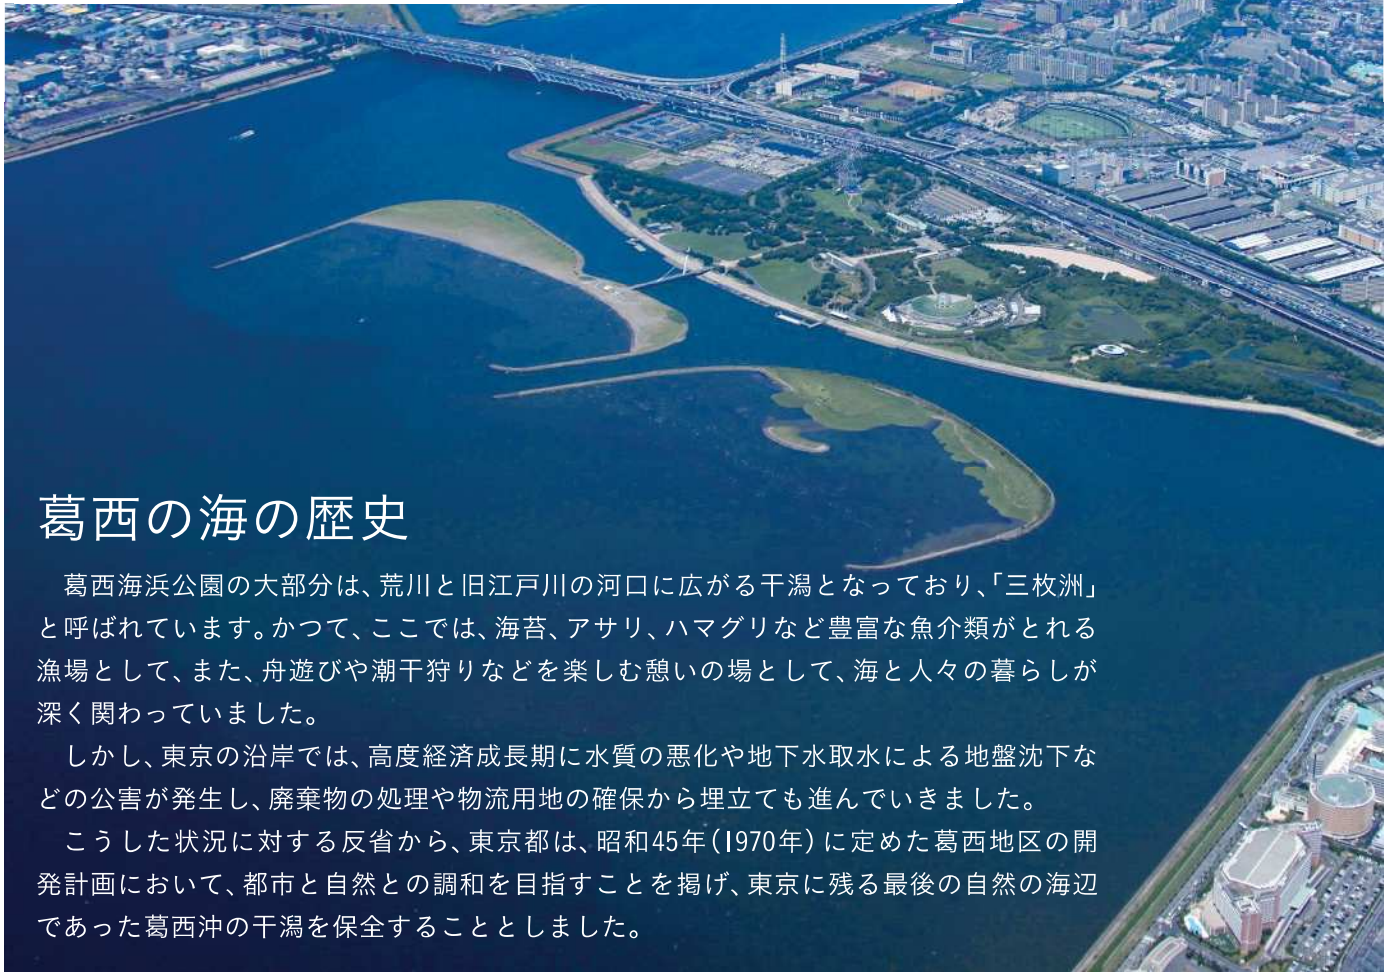 葛西の海の歴史
葛西海浜公園の大部分は、荒川と旧江戸川の河口に広がる干潟となっており、「三枚洲」
と呼ばれています。かつて、ここでは、海苔、アサリ、ハマグリなど豊富な魚介類がとれる
漁場として、また、舟遊びや潮干狩りなどを楽しむ憩いの場として、海と人々の暮らしが
深く関わっていました。
しかし、東京の沿岸では、高度経済成長期に水質の悪化や地下水取水による地盤沈下な
どの公害が発生し、廃棄物の処理や物流用地の確保から埋立ても進んでいきました。
こうした状況に対する反省から、東京都は、昭和45年(1970年)に定めた葛西地区の開
発計画において、都市と自然との調和を目指すことを掲げ、東京に残る最後の自然の海辺
であった葛西沖の干潟を保全することとしました。